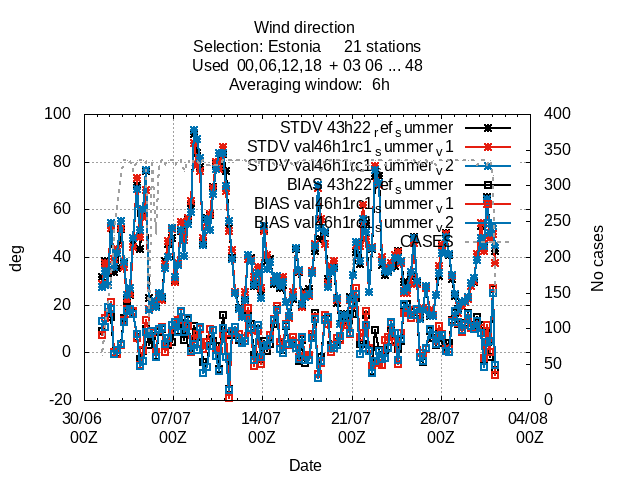 Wind direction
Selection: Estonia 21 stations
Used 00,06,12,18 + 03 06 ... 48
Averaging window: 6h
deg
100
80
60
40
20
0
-20
STDV 43h22_ref_summer
STDV val46h1rc1_summer_v1
STDV val46h1rc1_summer_v2
BIAS 43h22_ref_summer
BIAS val46h1rc1_summer_v1
BIAS val46h1rc1_summer_v2
CASES
400
350
300
250
200
150
100
50
0
No cases
30/06 07/07 14/07 21/07 28/07 04/08
00Z 00Z 00Z 00Z 00Z 00Z
Date